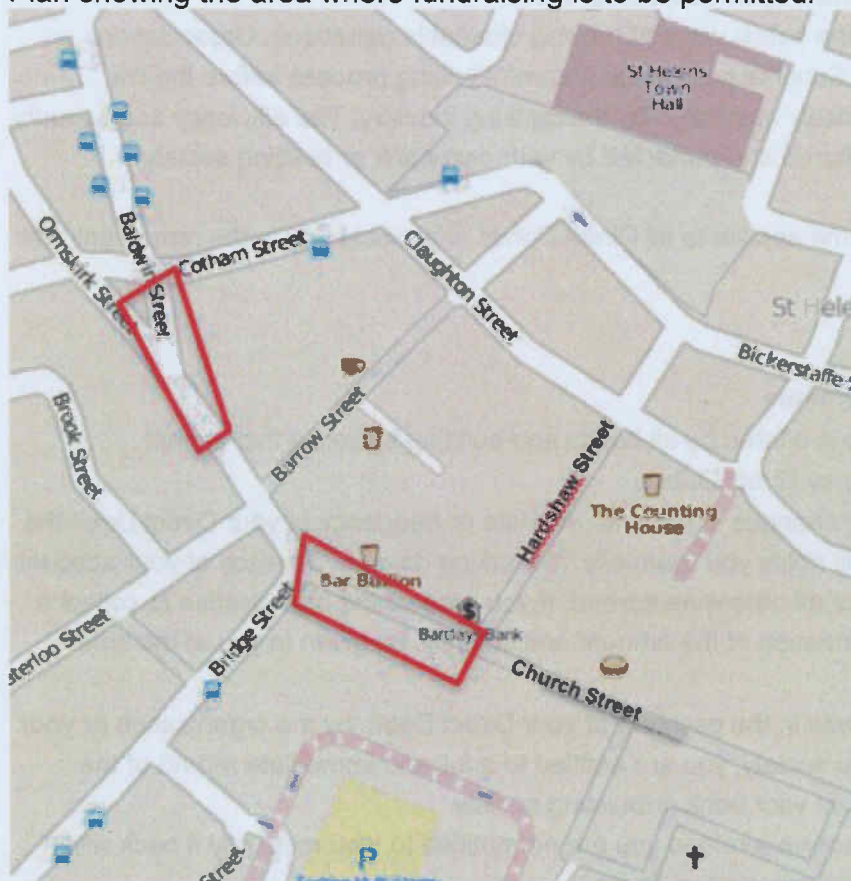 Plan showing the area where fundraising is to be permitted.
St Helens
Town
Hall
Ormskirk Street
Baldwin Street
Cotham Street
Claughton Street
St Hele
Bickerstaffe S
Brook Street
Barrow Street
Hardshaw Street
The Counting
House
Bar Bullion
Bridge Street
Barclays Bank
aterloo Street
Church Street
Street
P